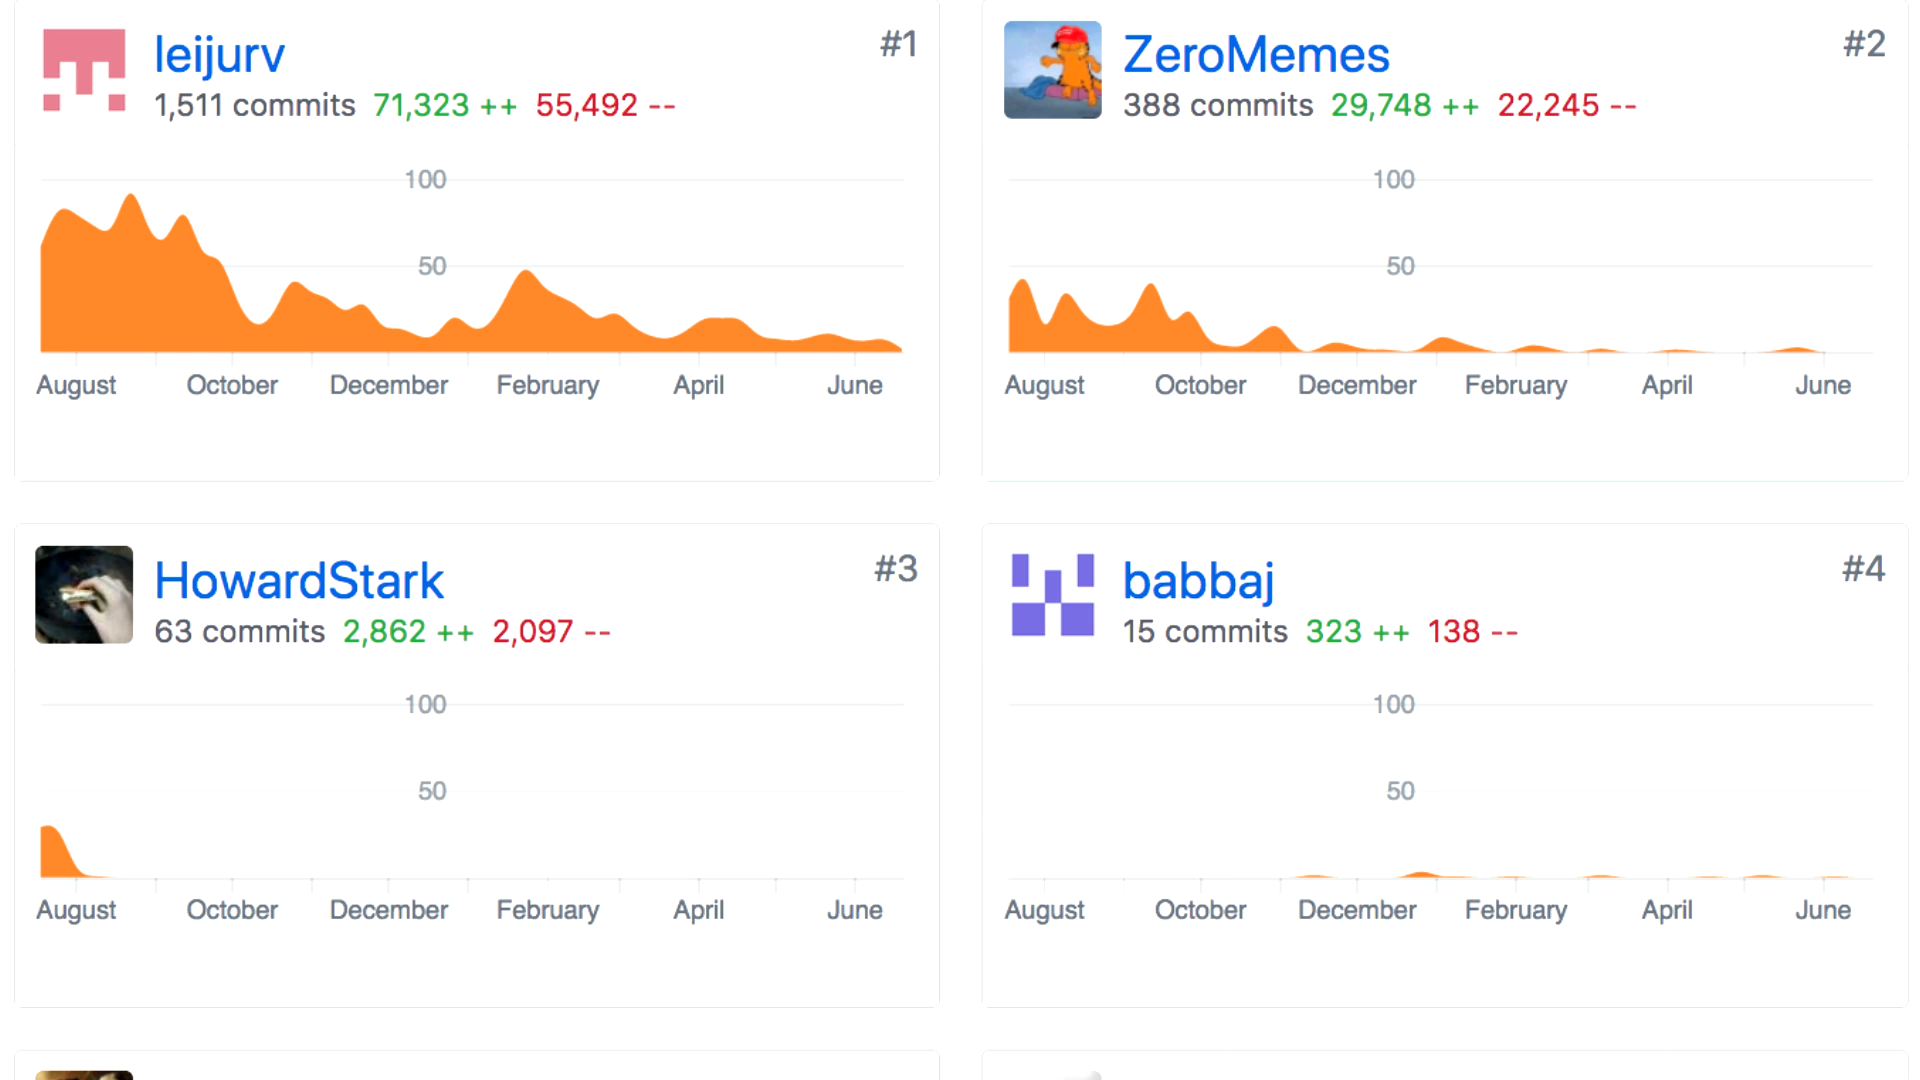 leijurv
#1
1,511 commits 71,323 ++ 55,492 --
100
50
August October December February April June
ZeroMemes
#2
388 commits 29,748 ++ 22,245 --
100
50
August October December February April June
HowardStark
#3
63 commits 2,862 ++ 2,097 --
100
50
August October December February April June
babbaj
#4
15 commits 323 ++ 138 --
100
50
August October December February April June